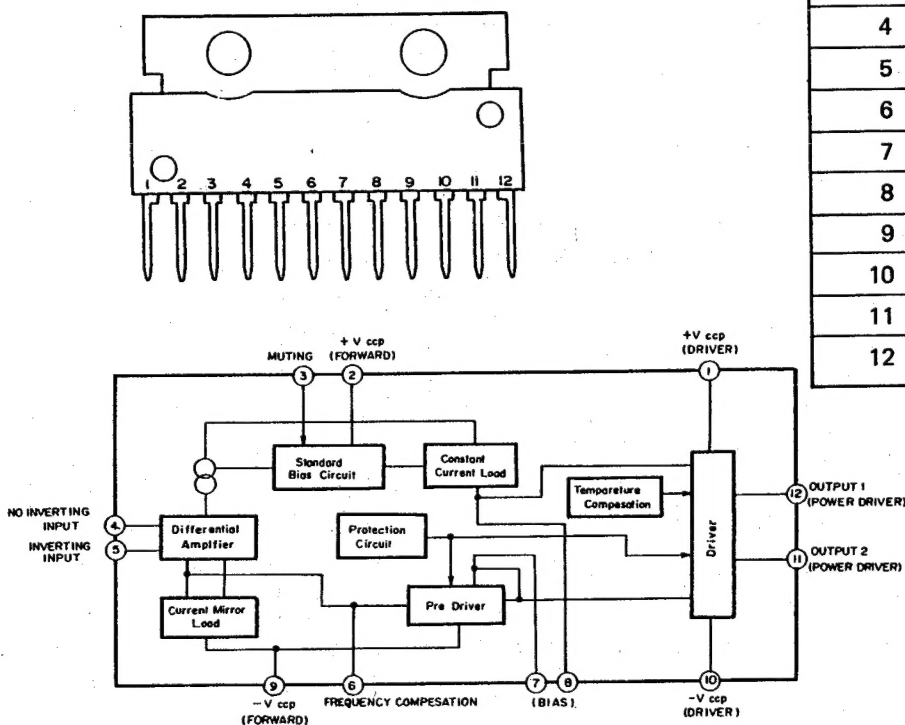 4
5
6
7
8
9
10
11
12
1 2 3 4 5 6 7 8 9 10 11 12
MUTING
+ V ccp
(FORWARD)
+V ccp
(DRIVER)
3
2
1
Standard
Bias Circuit
Constant
Current Load
Tempareture
Compesation
Driver
12
OUTPUT 1
(POWER DRIVER)
NO INVERTING
INPUT
4
INVERTING
INPUT
5
Differential
Amplfier
Protection
Circuit
11
OUTPUT 2
(POWER DRIVER)
Current Mirror
Load
Pre Driver
9
6
7
8
10
−V ccp
(FORWARD)
FREQUENCY COMPESATION
(BIAS)
−V ccp
(DRIVER)